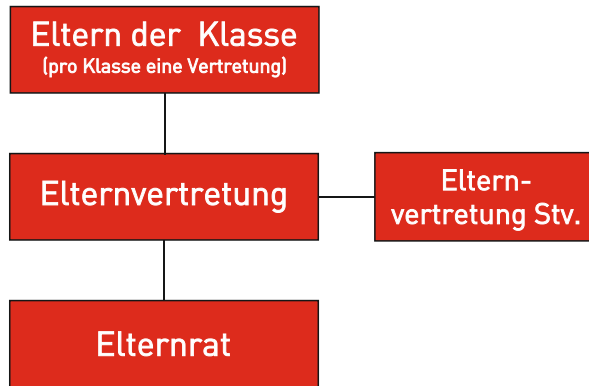 Eltern der Klasse
(pro Klasse eine Vertretung)
Elternvertretung
Eltern-
vertretung Stv.
Elternrat